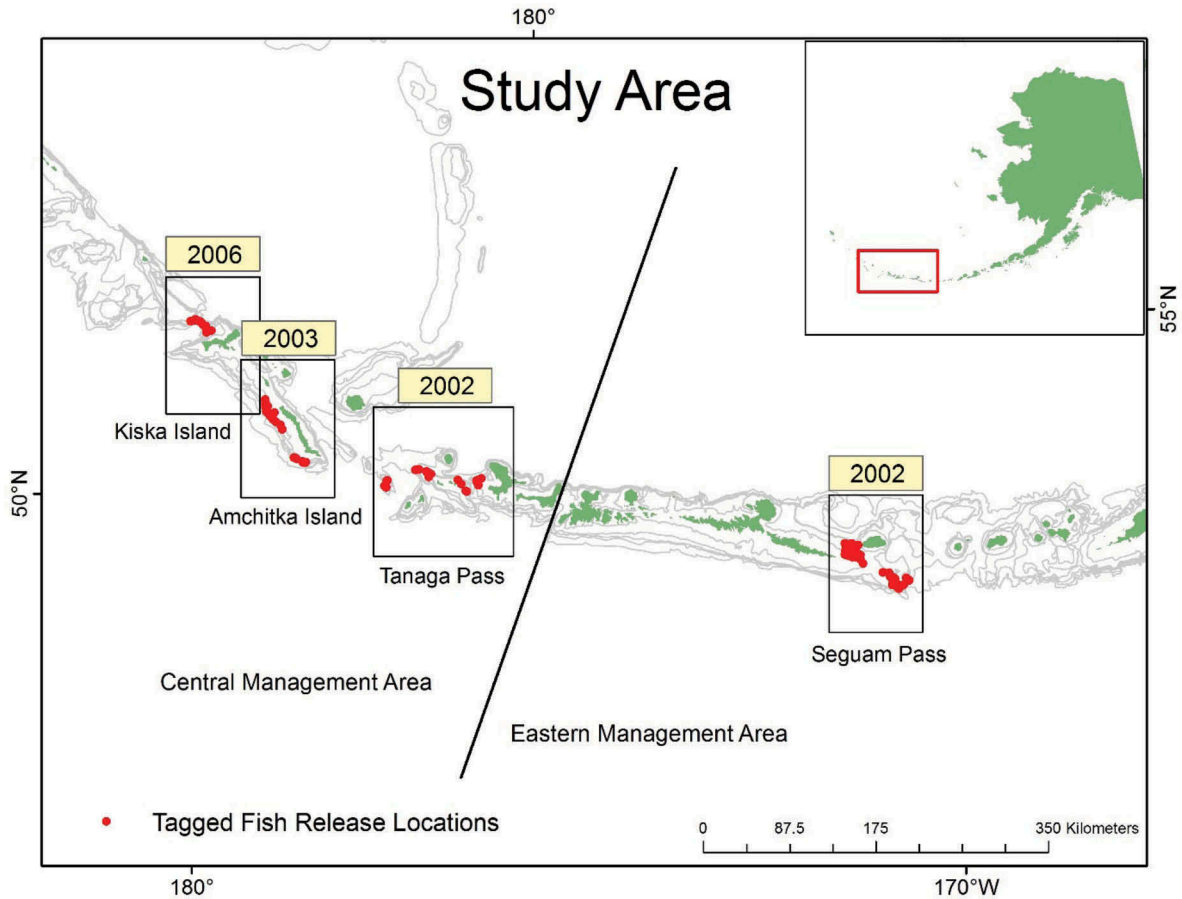 180°
Study Area
2006
55°N
2003
2002
Kiska Island
2002
50°N
Amchitka Island
Tanaga Pass
Seguam Pass
Central Management Area
Eastern Management Area
Tagged Fish Release Locations
0 87.5 175 350 Kilometers
180° 170°W